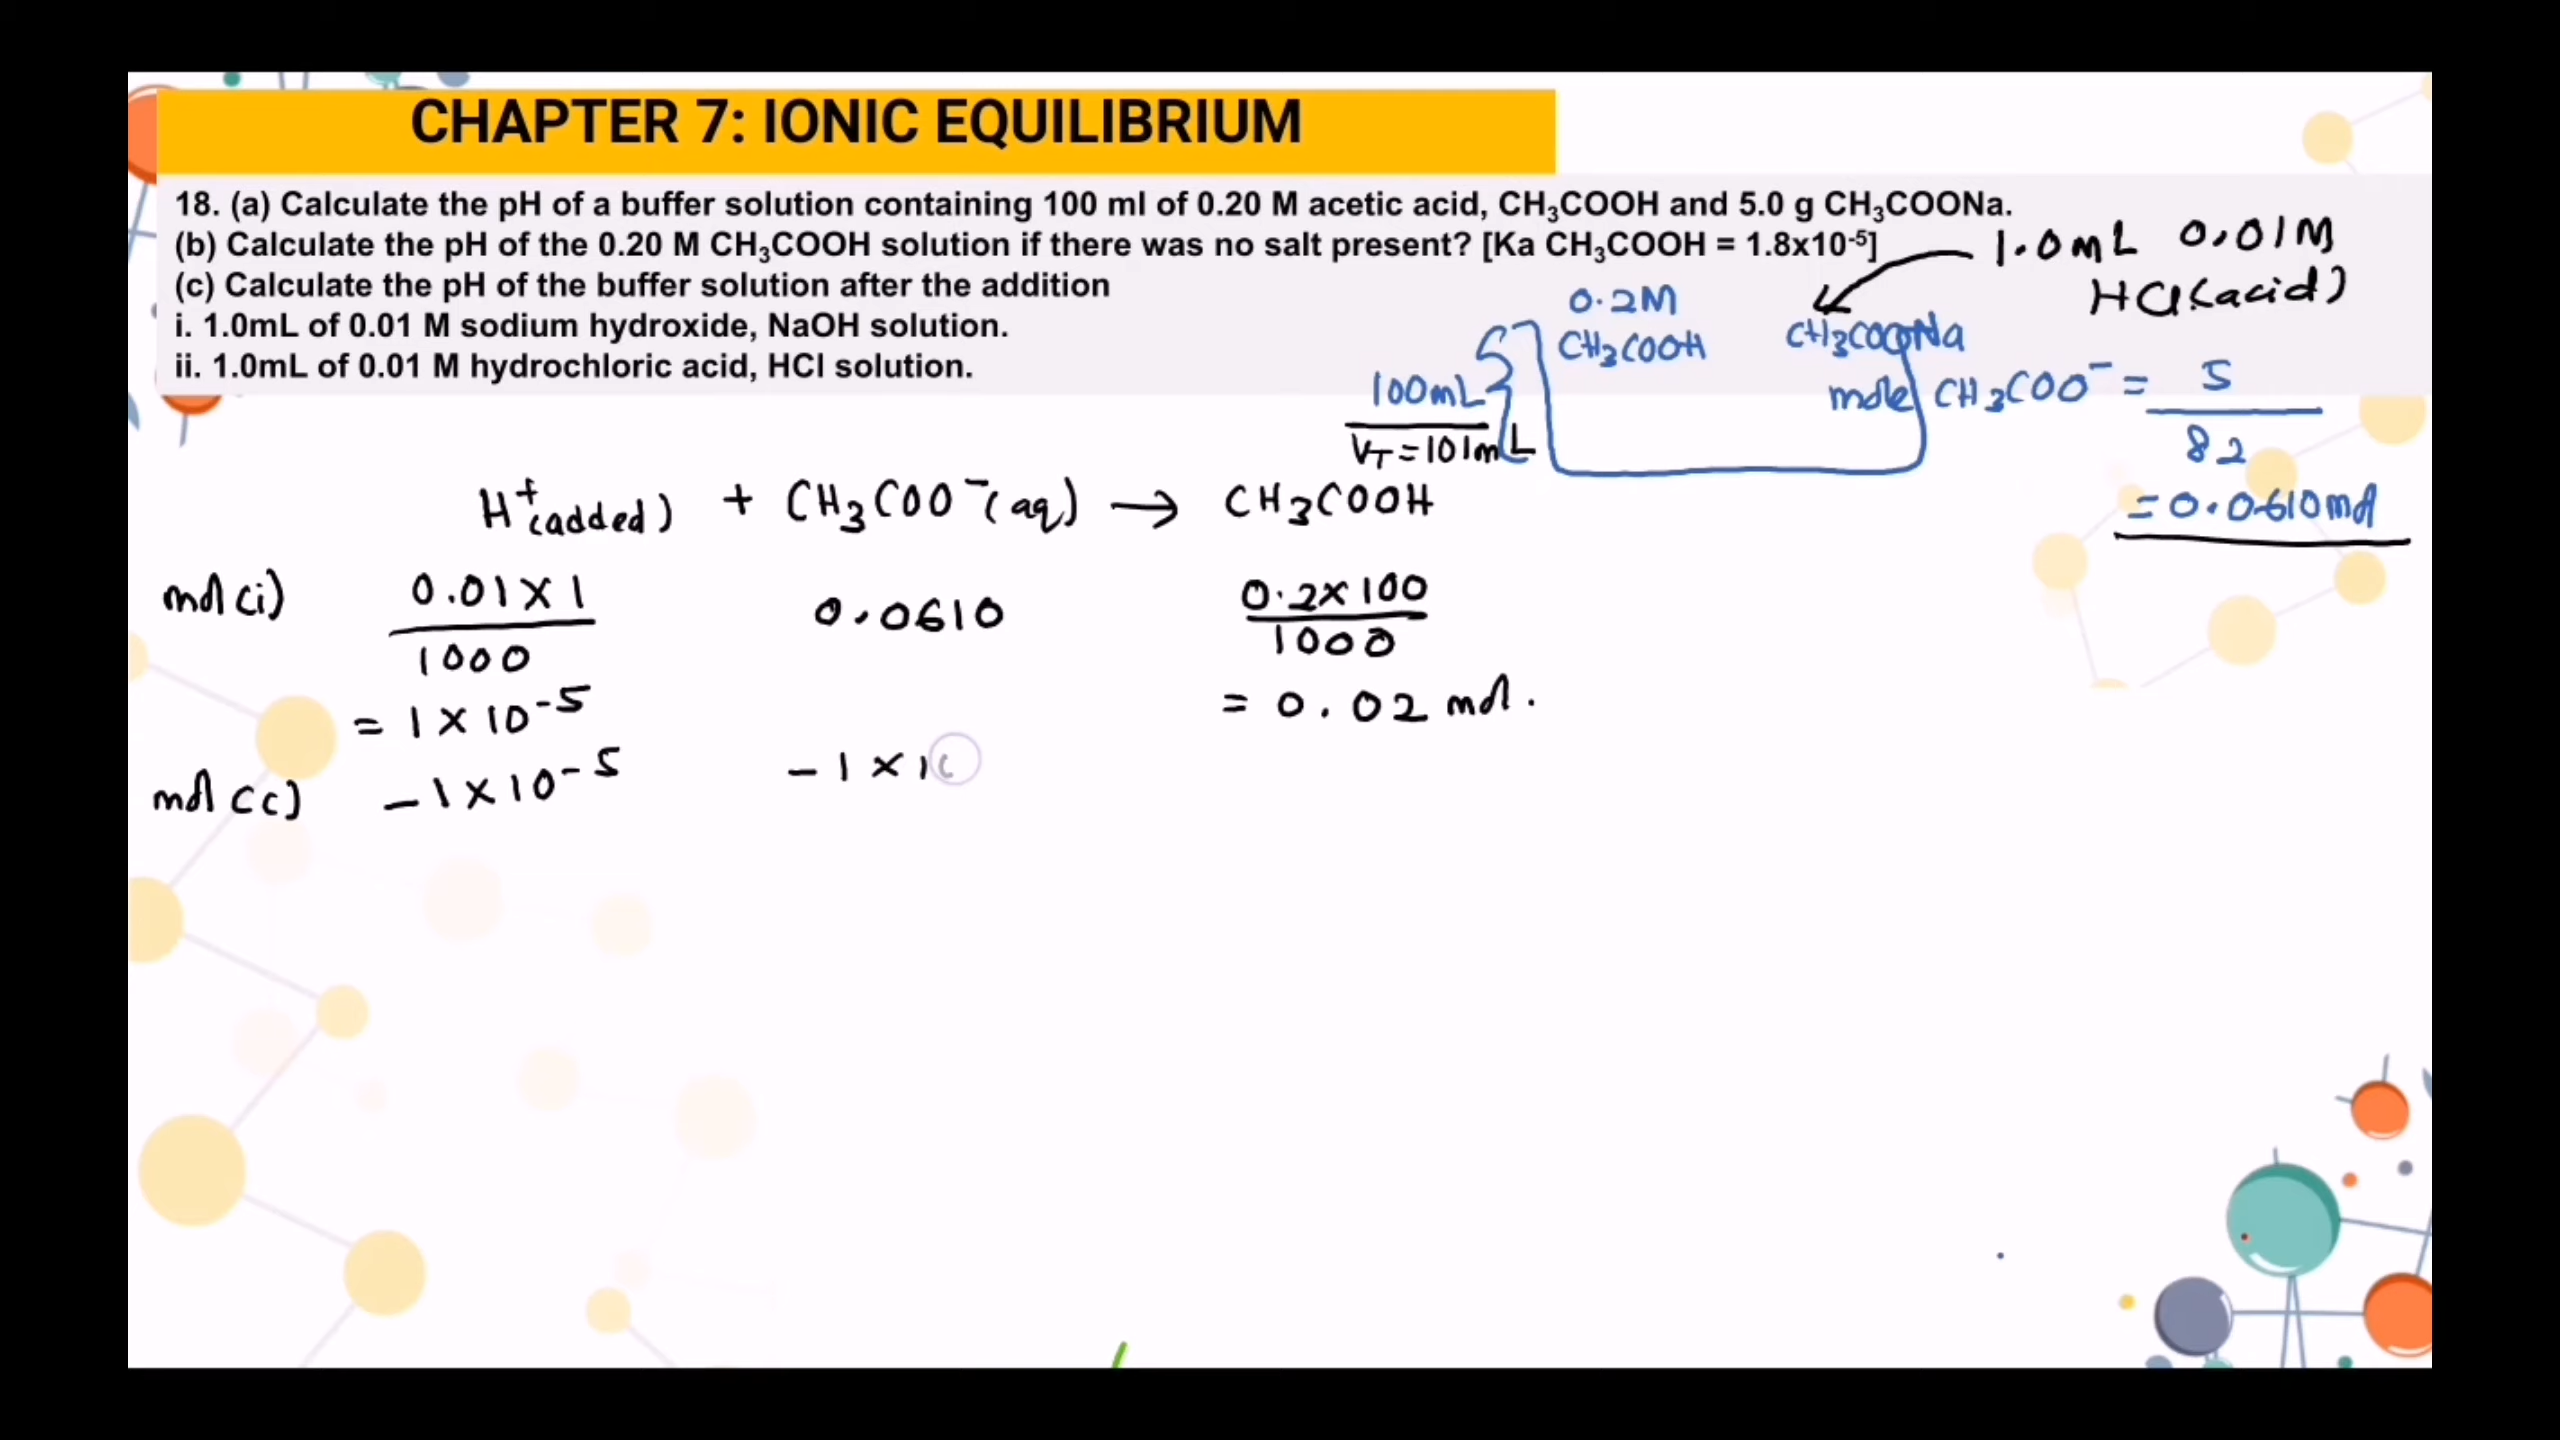 CHAPTER 7: IONIC EQUILIBRIUM
18. (a) Calculate the pH of a buffer solution containing 100 ml of 0.20 M acetic acid, CH₃COOH and 5.0 g CH₃COONa.
(b) Calculate the pH of the 0.20 M CH₃COOH solution if there was no salt present? [Ka CH₃COOH = 1.8x10⁻⁵]
(c) Calculate the pH of the buffer solution after the addition
i. 1.0mL of 0.01 M sodium hydroxide, NaOH solution.
ii. 1.0mL of 0.01 M hydrochloric acid, HCl solution.
1.0mL 0.01M
HCl(acid)
0.2M
CH₃COOH CH₃COONa
100mL
V_T = 101mL
mole CH₃COO⁻ = 5
82
= 0.0610 mol
H⁺(added) + CH₃COO⁻(aq) → CH₃COOH
mol (i) 0.01 × 1 0.0610 0.2 × 100
1000 1000
= 1 × 10⁻⁵ = 0.02 mol.
mol (c) – 1 × 10⁻⁵ – 1 × 10